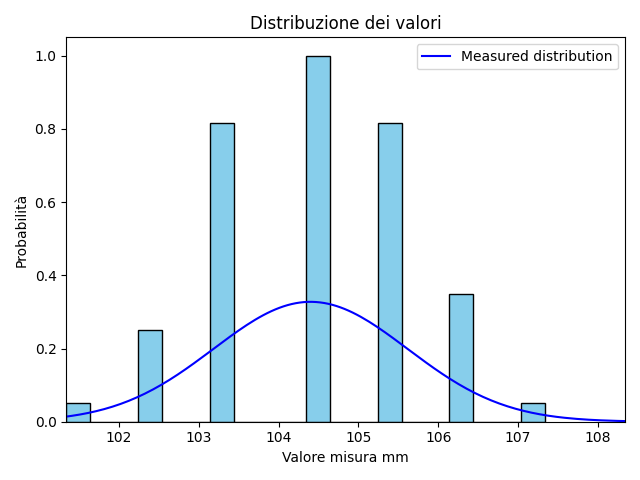 Distribuzione dei valori
Measured distribution
Probabilità
1.0
0.8
0.6
0.4
0.2
0.0
102 103 104 105 106 107 108
Valore misura mm